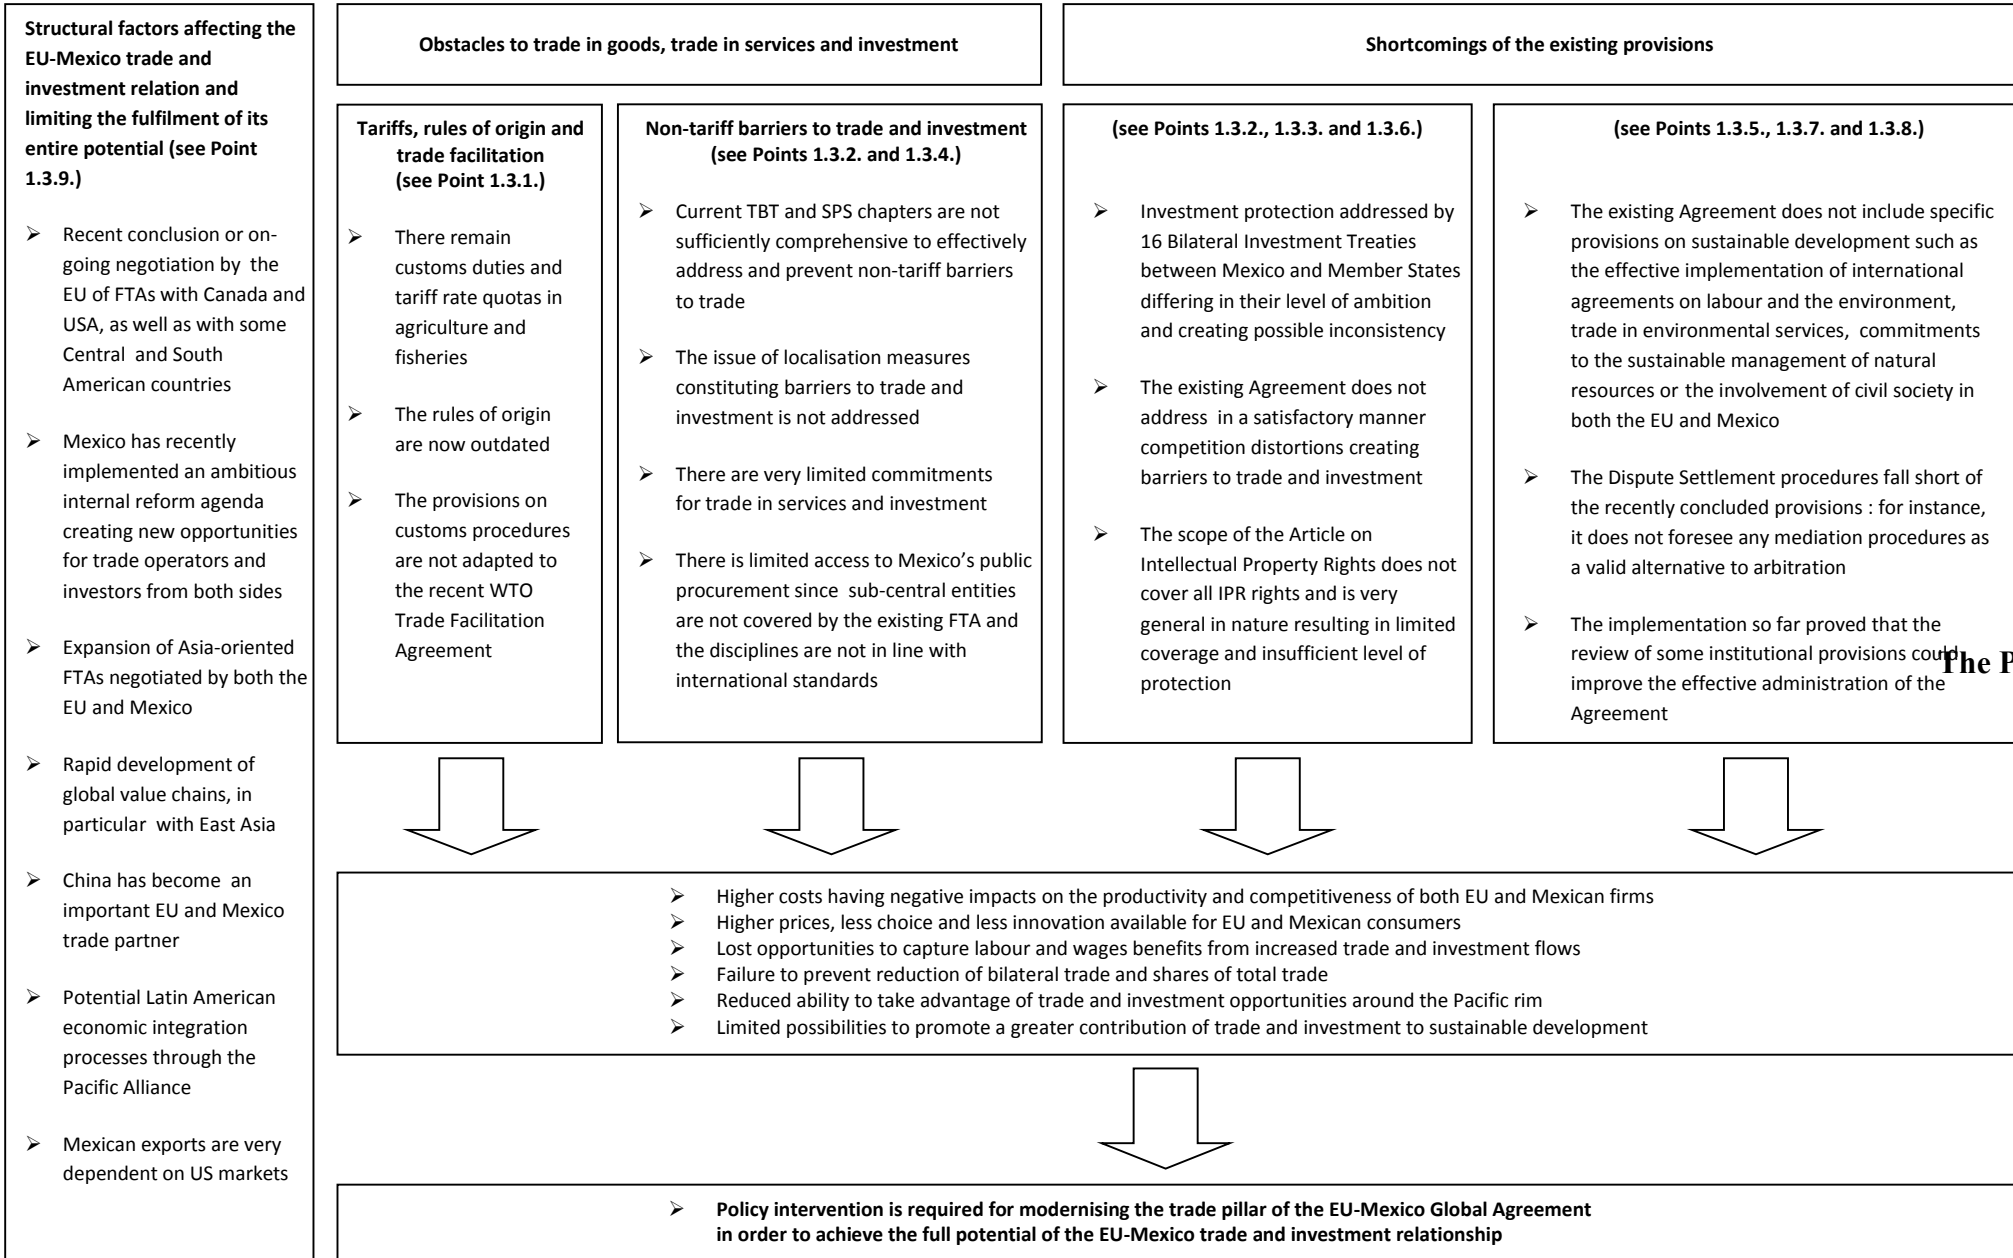 Structural factors affecting the
EU-Mexico trade and
investment relation and
limiting the fulfilment of its
entire potential (see Point
1.3.9.)
➢ Recent conclusion or on-
going negotiation by the
EU of FTAs with Canada and
USA, as well as with some
Central and South
American countries
➢ Mexico has recently
implemented an ambitious
internal reform agenda
creating new opportunities
for trade operators and
investors from both sides
➢ Expansion of Asia-oriented
FTAs negotiated by both the
EU and Mexico
➢ Rapid development of
global value chains, in
particular with East Asia
➢ China has become an
important EU and Mexico
trade partner
➢ Potential Latin American
economic integration
processes through the
Pacific Alliance
➢ Mexican exports are very
dependent on US markets
Obstacles to trade in goods, trade in services and investment
Tariffs, rules of origin and
trade facilitation
(see Point 1.3.1.)
➢ There remain
customs duties and
tariff rate quotas in
agriculture and
fisheries
➢ The rules of origin
are now outdated
➢ The provisions on
customs procedures
are not adapted to
the recent WTO
Trade Facilitation
Agreement
Non-tariff barriers to trade and investment
(see Points 1.3.2. and 1.3.4.)
➢ Current TBT and SPS chapters are not
sufficiently comprehensive to effectively
address and prevent non-tariff barriers
to trade
➢ The issue of localisation measures
constituting barriers to trade and
investment is not addressed
➢ There are very limited commitments
for trade in services and investment
➢ There is limited access to Mexico’s public
procurement since sub-central entities
are not covered by the existing FTA and
the disciplines are not in line with
international standards
Shortcomings of the existing provisions
(see Points 1.3.2., 1.3.3. and 1.3.6.)
➢ Investment protection addressed by
16 Bilateral Investment Treaties
between Mexico and Member States
differing in their level of ambition
and creating possible inconsistency
➢ The existing Agreement does not
address in a satisfactory manner
competition distortions creating
barriers to trade and investment
➢ The scope of the Article on
Intellectual Property Rights does not
cover all IPR rights and is very
general in nature resulting in limited
coverage and insufficient level of
protection
(see Points 1.3.5., 1.3.7. and 1.3.8.)
➢ The existing Agreement does not include specific
provisions on sustainable development such as
the effective implementation of international
agreements on labour and the environment,
trade in environmental services, commitments
to the sustainable management of natural
resources or the involvement of civil society in
both the EU and Mexico
➢ The Dispute Settlement procedures fall short of
the recently concluded provisions : for instance,
it does not foresee any mediation procedures as
a valid alternative to arbitration
➢ The implementation so far proved that the
review of some institutional provisions could
improve the effective administration of the
Agreement
The P
➢ Higher costs having negative impacts on the productivity and competitiveness of both EU and Mexican firms
➢ Higher prices, less choice and less innovation available for EU and Mexican consumers
➢ Lost opportunities to capture labour and wages benefits from increased trade and investment flows
➢ Failure to prevent reduction of bilateral trade and shares of total trade
➢ Reduced ability to take advantage of trade and investment opportunities around the Pacific rim
➢ Limited possibilities to promote a greater contribution of trade and investment to sustainable development
➢ Policy intervention is required for modernising the trade pillar of the EU-Mexico Global Agreement
in order to achieve the full potential of the EU-Mexico trade and investment relationship